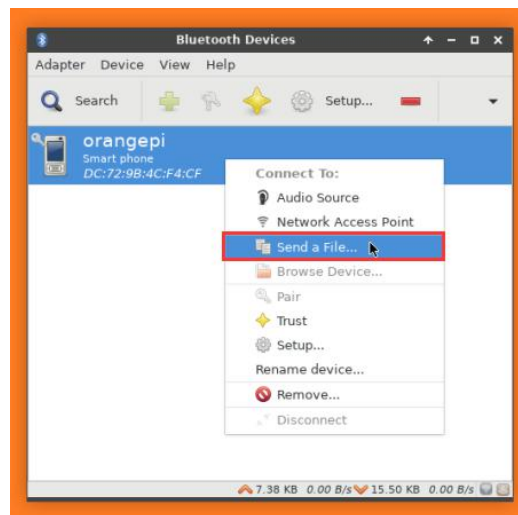 Bluetooth Devices
Adapter Device View Help
Search Setup...
orangepi
Smart phone
DC:72:9B:4C:F4:CF
Connect To:
Audio Source
Network Access Point
Send a File...
Browse Device...
Pair
Trust
Setup...
Rename device...
Remove...
Disconnect
7.38 KB 0.00 B/s 15.50 KB 0.00 B/s